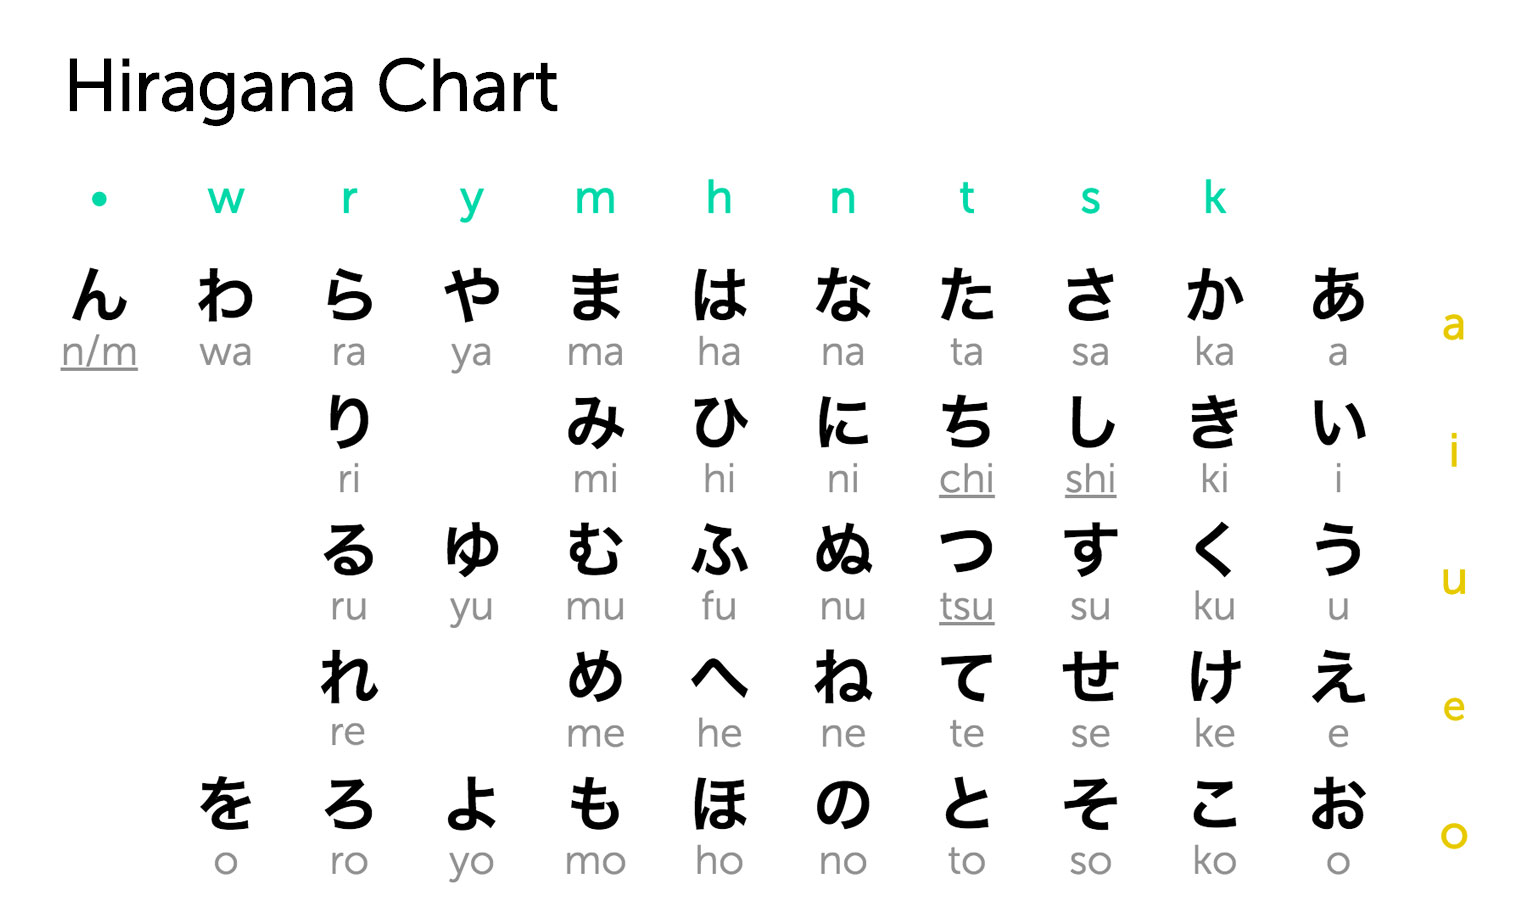 Hiragana Chart
• w r y m h n t s k
ん わ ら や ま は な た さ か あ
a
n/m wa ra ya ma ha na ta sa ka a
り み ひ に ち し き い
i
ri mi hi ni chi shi ki i
る ゆ む ふ ぬ つ す く う
u
ru yu mu fu nu tsu su ku u
れ め へ ね て せ け え
e
re me he ne te se ke e
を ろ よ も ほ の と そ こ お
o
o ro yo mo ho no to so ko o